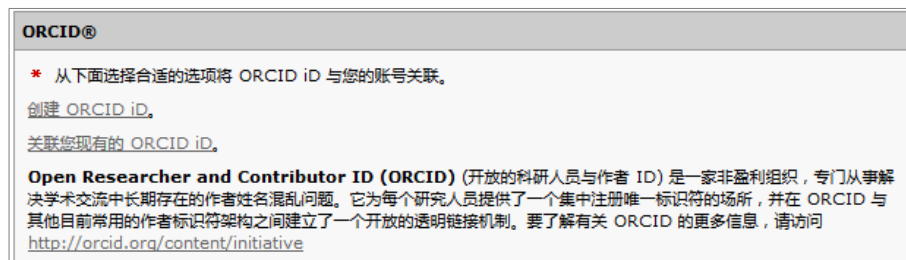 ORCID®
* 从下面选择合适的选项将 ORCID iD 与您的账号关联。
创建 ORCID iD。
关联您现有的 ORCID iD。
Open Researcher and Contributor ID (ORCID) (开放的科研人员与作者 ID) 是一家非盈利组织，专门从事解
决学术交流中长期存在的作者姓名混乱问题。它为每个研究人员提供了一个集中注册唯一标识符的场所，并在 ORCID 与
其他目前常用的作者标识符架构之间建立了一个开放的透明链接机制。要了解有关 ORCID 的更多信息，请访问
http://orcid.org/content/initiative